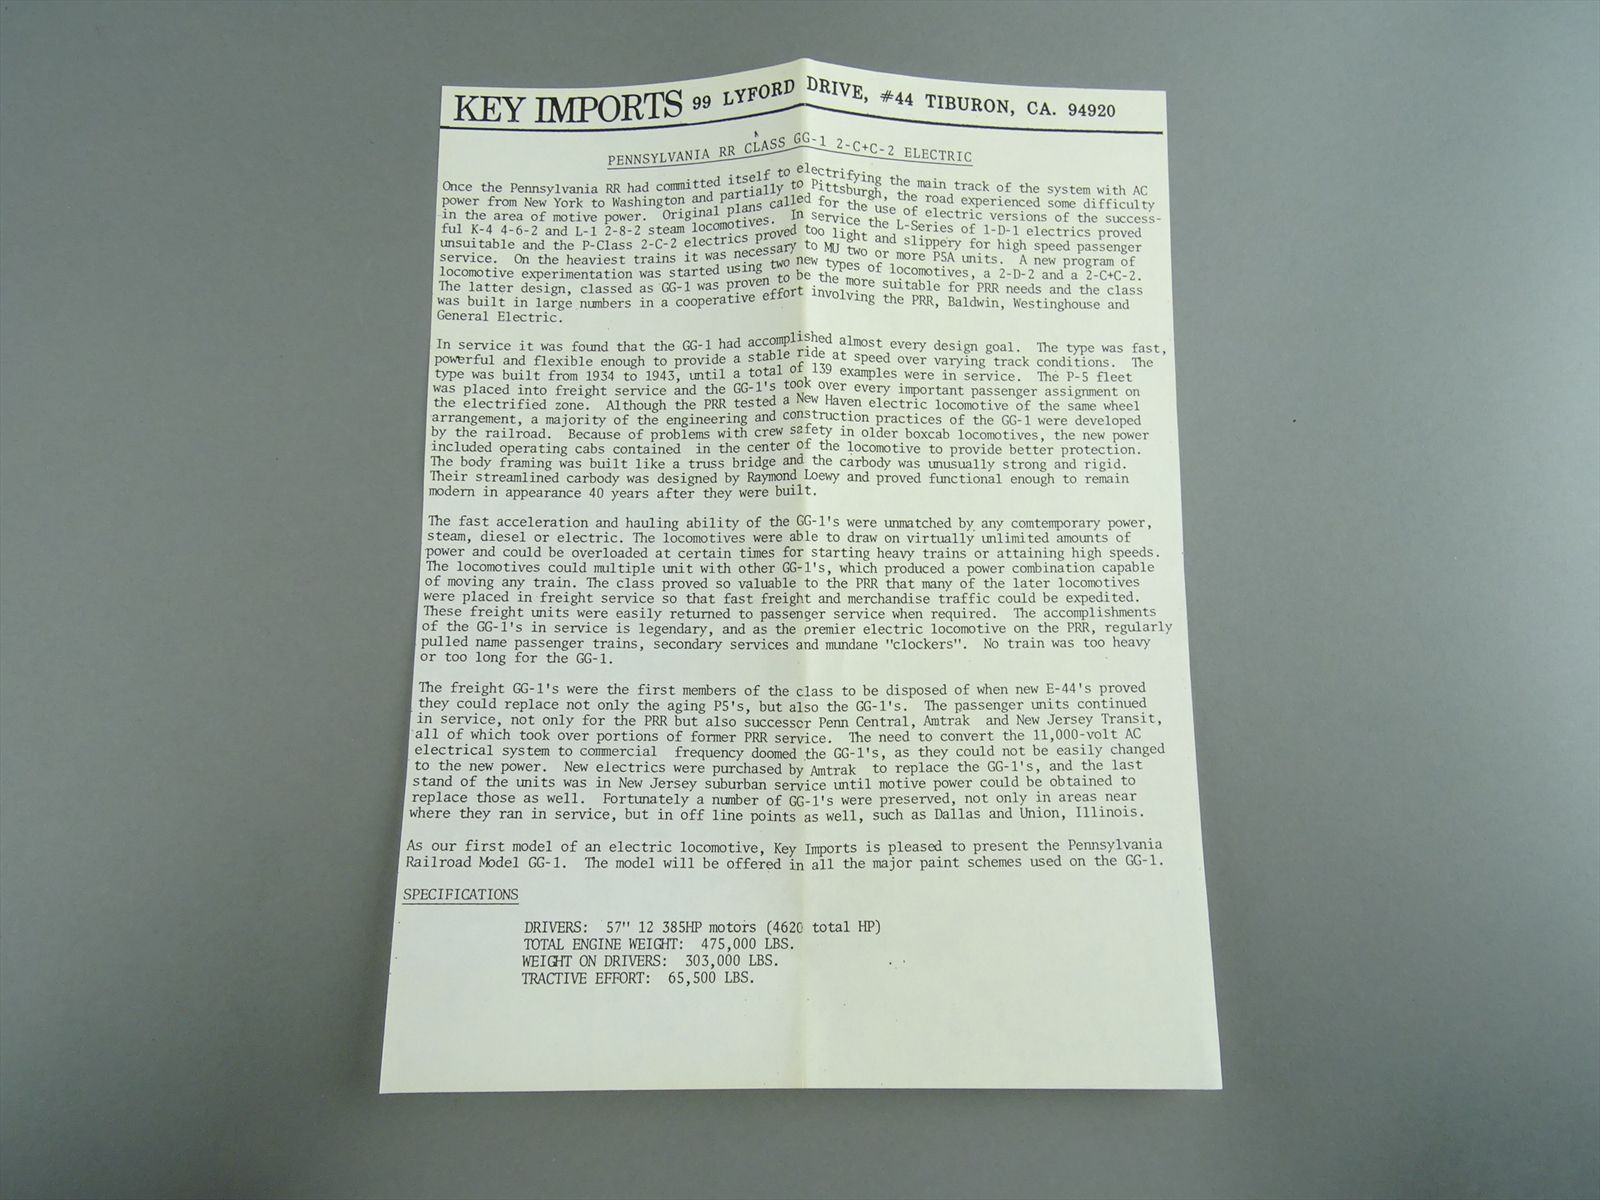 KEY IMPORTS 99 LYFORD DRIVE, #44 TIBURON, CA. 94920
PENNSYLVANIA RR CLASS GG-1 2-C+C-2 ELECTRIC
Once the Pennsylvania RR had committed itself to electrifying the main track of the system with AC
power from New York to Washington and partially to Pittsburgh, the road experienced some difficulty
in the area of motive power. Original plans called for the use of electric versions of the success-
ful K-4 4-6-2 and L-1 2-8-2 steam locomotives. In service the L-Series of 1-D-1 electrics proved
unsuitable and the P-Class 2-C-2 electrics proved too light and slippery for high speed passenger
service. On the heaviest trains it was necessary to MU two or more P5A units. A new program of
locomotive experimentation was started using two new types of locomotives, a 2-D-2 and a 2-C+C-2.
The latter design, classed as GG-1 was proven to be the more suitable for PRR needs and the class
was built in large numbers in a cooperative effort involving the PRR, Baldwin, Westinghouse and
General Electric.
In service it was found that the GG-1 had accomplished almost every design goal. The type was fast,
powerful and flexible enough to provide a stable ride at speed over varying track conditions. The
type was built from 1934 to 1943, until a total of 139 examples were in service. The P-5 fleet
was placed into freight service and the GG-1's took over every important passenger assignment on
the electrified zone. Although the PRR tested a New Haven electric locomotive of the same wheel
arrangement, a majority of the engineering and construction practices of the GG-1 were developed
by the railroad. Because of problems with crew safety in older boxcab locomotives, the new power
included operating cabs contained in the center of the locomotive to provide better protection.
The body framing was built like a truss bridge and the carbody was unusually strong and rigid.
Their streamlined carbody was designed by Raymond Loewy and proved functional enough to remain
modern in appearance 40 years after they were built.
The fast acceleration and hauling ability of the GG-1's were unmatched by any comtemporary power,
steam, diesel or electric. The locomotives were able to draw on virtually unlimited amounts of
power and could be overloaded at certain times for starting heavy trains or attaining high speeds.
The locomotives could multiple unit with other GG-1's, which produced a power combination capable
of moving any train. The class proved so valuable to the PRR that many of the later locomotives
were placed in freight service so that fast freight and merchandise traffic could be expedited.
These freight units were easily returned to passenger service when required. The accomplishments
of the GG-1's in service is legendary, and as the premier electric locomotive on the PRR, regularly
pulled name passenger trains, secondary services and mundane "clockers". No train was too heavy
or too long for the GG-1.
The freight GG-1's were the first members of the class to be disposed of when new E-44's proved
they could replace not only the aging P5's, but also the GG-1's. The passenger units continued
in service, not only for the PRR but also successor Penn Central, Amtrak and New Jersey Transit,
all of which took over portions of former PRR service. The need to convert the 11,000-volt AC
electrical system to commercial frequency doomed the GG-1's, as they could not be easily changed
to the new power. New electrics were purchased by Amtrak to replace the GG-1's, and the last
stand of the units was in New Jersey suburban service until motive power could be obtained to
replace those as well. Fortunately a number of GG-1's were preserved, not only in areas near
where they ran in service, but in off line points as well, such as Dallas and Union, Illinois.
As our first model of an electric locomotive, Key Imports is pleased to present the Pennsylvania
Railroad Model GG-1. The model will be offered in all the major paint schemes used on the GG-1.
SPECIFICATIONS
DRIVERS: 57" 12 385HP motors (4620 total HP)
TOTAL ENGINE WEIGHT: 475,000 LBS.
WEIGHT ON DRIVERS: 303,000 LBS.
TRACTIVE EFFORT: 65,500 LBS.